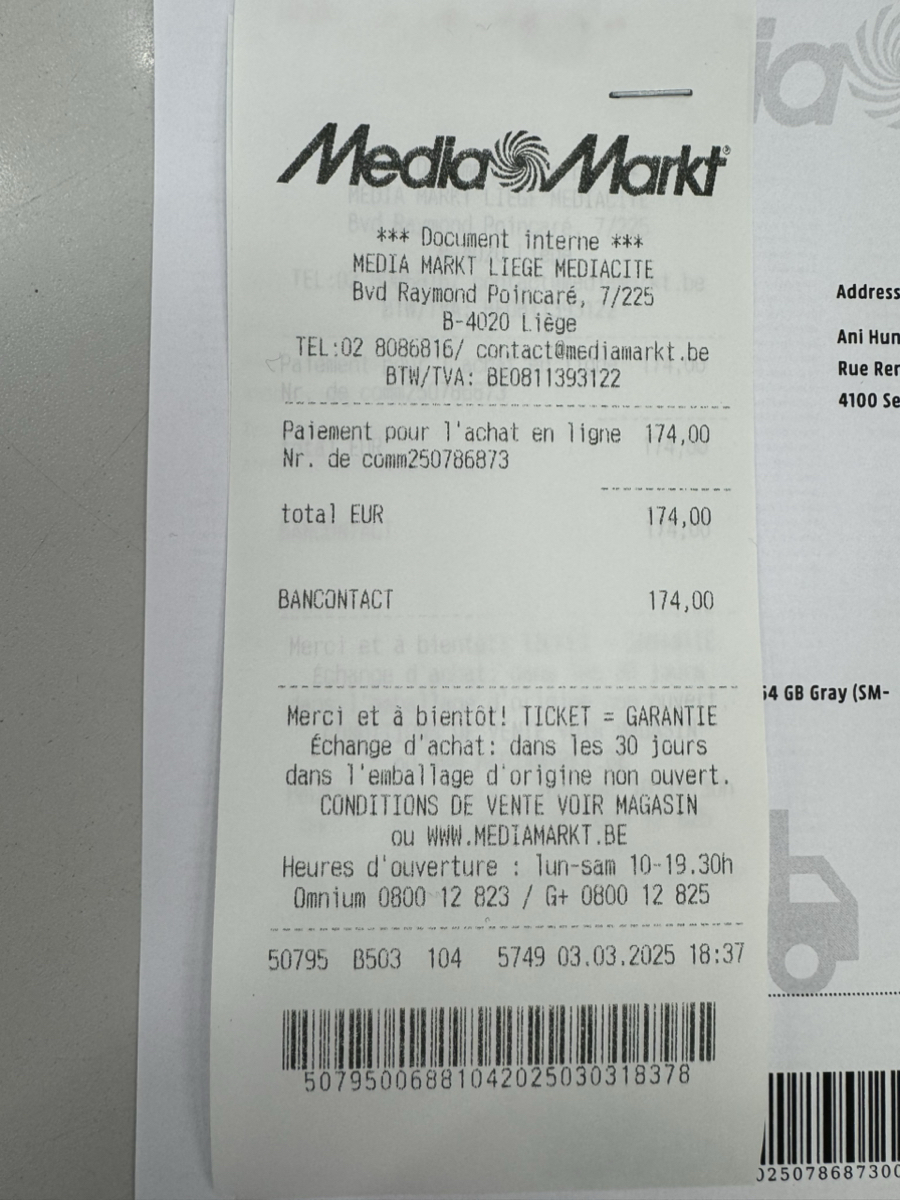 Media Markt®
*** Document interne ***
MEDIA MARKT LIEGE MEDIACITE
Bvd Raymond Poincaré, 7/225
B-4020 Liège
TEL:02 8086816/ contact@mediamarkt.be
BTW/TVA: BE0811393122
Paiement pour l'achat en ligne 174,00
Nr. de comm250786873
total EUR 174,00
BANCONTACT 174,00
Merci et à bientôt! TICKET = GARANTIE
Échange d'achat: dans les 30 jours
dans l'emballage d'origine non ouvert.
CONDITIONS DE VENTE VOIR MAGASIN
ou WWW.MEDIAMARKT.BE
Heures d'ouverture : lun-sam 10-19.30h
Omnium 0800 12 823 / G+ 0800 12 825
50795 B503 104 5749 03.03.2025 18:37
50795006881042025030318378
Address
Ani Hun
Rue Rer
4100 Se
GB Gray (SM-